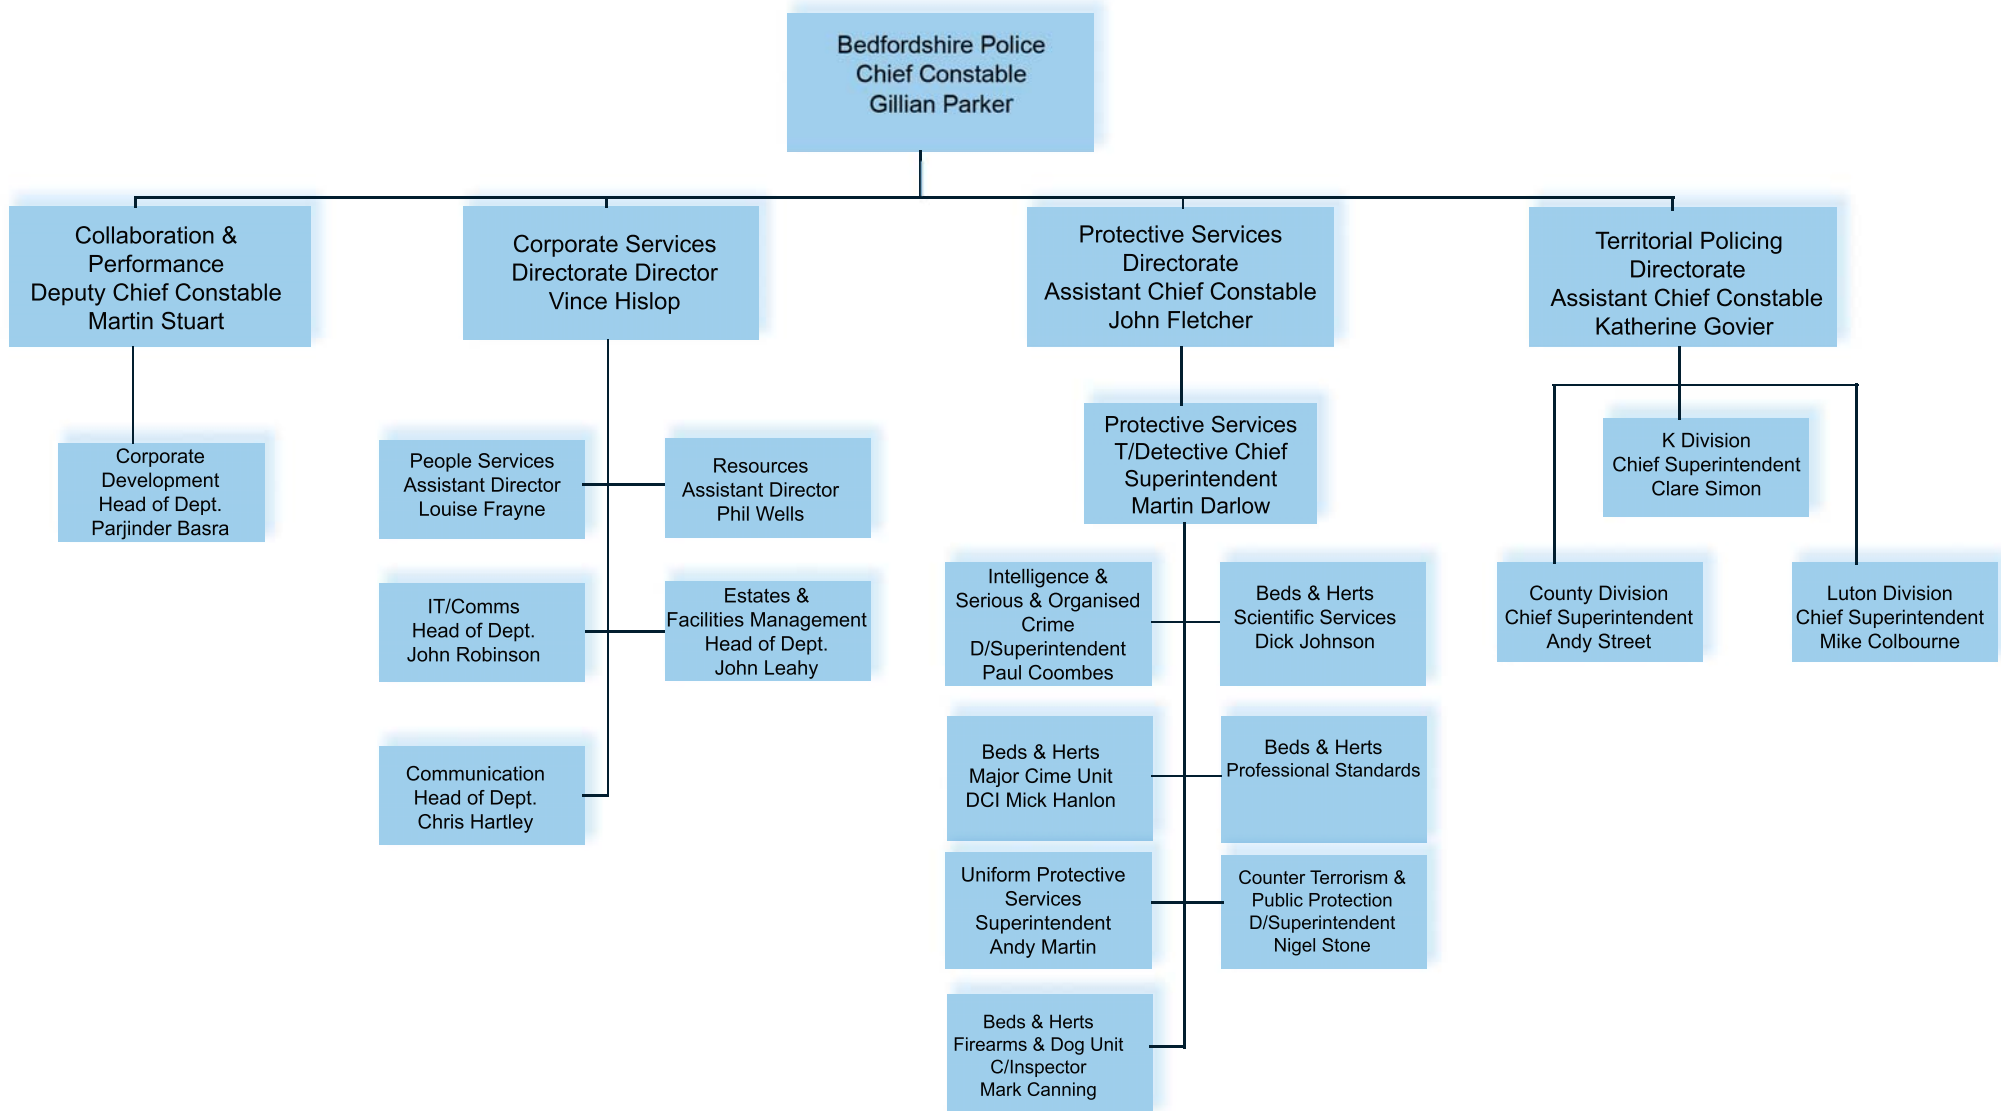 Bedfordshire Police
Chief Constable
Gillian Parker
Collaboration &
Performance
Deputy Chief Constable
Martin Stuart
Corporate Services
Directorate Director
Vince Hislop
Protective Services
Directorate
Assistant Chief Constable
John Fletcher
Territorial Policing
Directorate
Assistant Chief Constable
Katherine Govier
Corporate
Development
Head of Dept.
Parjinder Basra
People Services
Assistant Director
Louise Frayne
Resources
Assistant Director
Phil Wells
IT/Comms
Head of Dept.
John Robinson
Estates &
Facilities Management
Head of Dept.
John Leahy
Communication
Head of Dept.
Chris Hartley
Protective Services
T/Detective Chief
Superintendent
Martin Darlow
Intelligence &
Serious & Organised
Crime
D/Superintendent
Paul Coombes
Beds & Herts
Scientific Services
Dick Johnson
Beds & Herts
Major Cime Unit
DCI Mick Hanlon
Beds & Herts
Professional Standards
Uniform Protective
Services
Superintendent
Andy Martin
Counter Terrorism &
Public Protection
D/Superintendent
Nigel Stone
Beds & Herts
Firearms & Dog Unit
C/Inspector
Mark Canning
K Division
Chief Superintendent
Clare Simon
County Division
Chief Superintendent
Andy Street
Luton Division
Chief Superintendent
Mike Colbourne